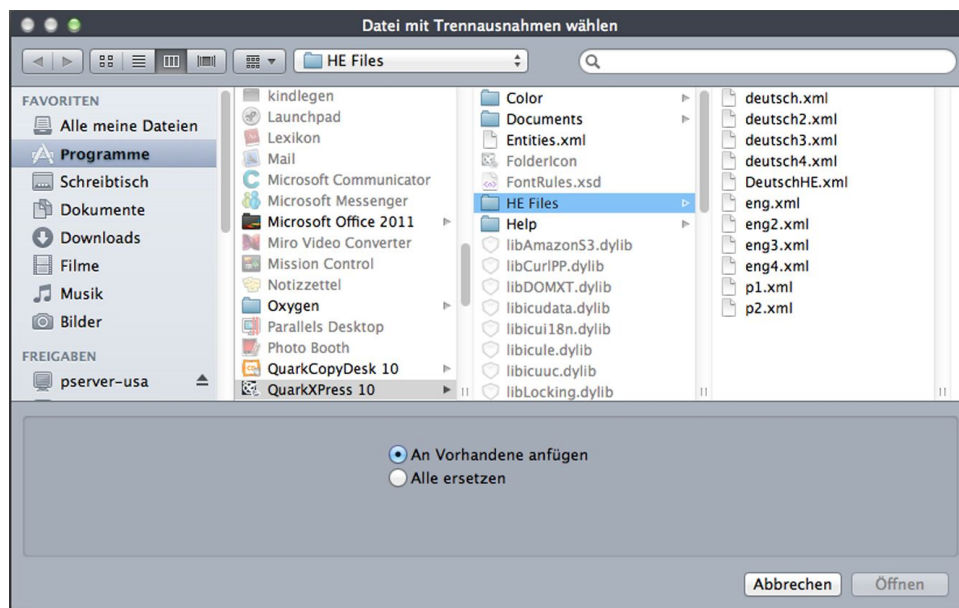 Datei mit Trennausnahmen wählen
HE Files
FAVORITEN
Alle meine Dateien
Programme
Schreibtisch
Dokumente
Downloads
Filme
Musik
Bilder
FREIGABEN
pserver-usa
kindlegen
Launchpad
Lexikon
Mail
Microsoft Communicator
Microsoft Messenger
Microsoft Office 2011
Miro Video Converter
Mission Control
Notizzettel
Oxygen
Parallels Desktop
Photo Booth
QuarkCopyDesk 10
QuarkXPress 10
Color
Documents
Entities.xml
FolderIcon
FontRules.xsd
HE Files
Help
libAmazonS3.dylib
libCurlPP.dylib
libDOMXT.dylib
libicudata.dylib
libicui18n.dylib
libicule.dylib
libicuuc.dylib
libLocking.dylib
deutsch.xml
deutsch2.xml
deutsch3.xml
deutsch4.xml
DeutschHE.xml
eng.xml
eng2.xml
eng3.xml
eng4.xml
p1.xml
p2.xml
An Vorhandene anfügen
Alle ersetzen
Abbrechen
Öffnen